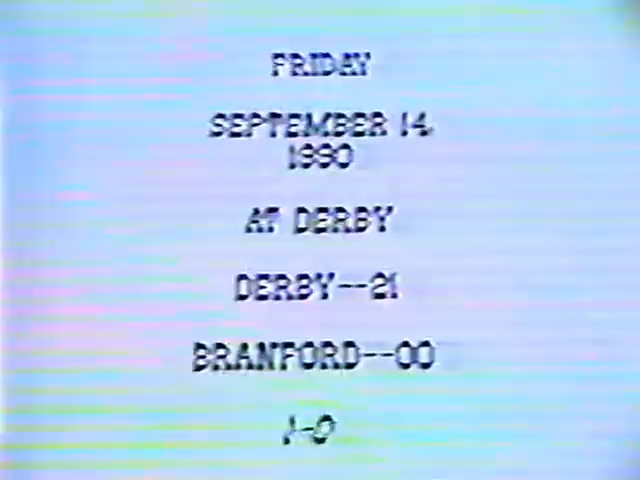 FRIDAY
SEPTEMBER 14,
1990
AT DERBY
DERBY--21
BRANFORD--00
1-0